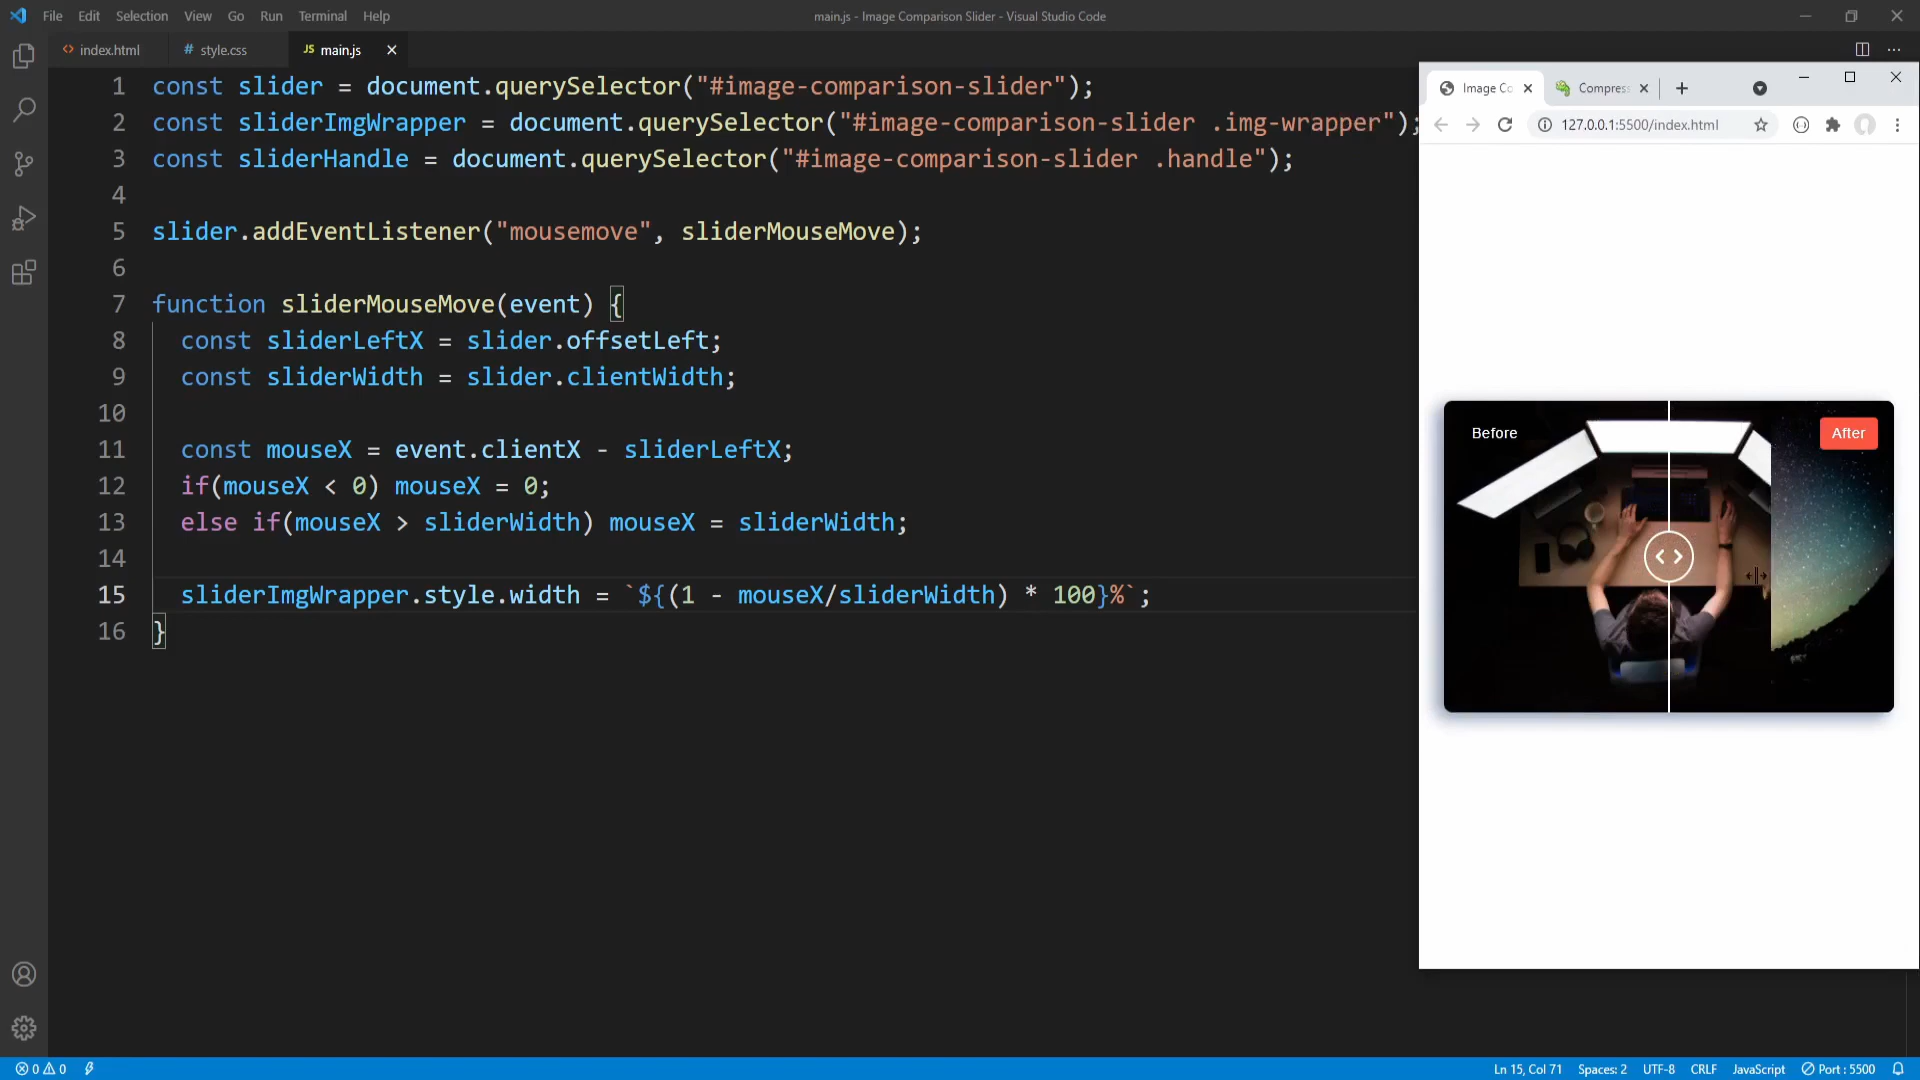 File Edit Selection View Go Run Terminal Help
main.js - Image Comparison Slider - Visual Studio Code
index.html
# style.css
JS main.js
1 const slider = document.querySelector("#image-comparison-slider");
2 const sliderImgWrapper = document.querySelector("#image-comparison-slider .img-wrapper");
3 const sliderHandle = document.querySelector("#image-comparison-slider .handle");
4
5 slider.addEventListener("mousemove", sliderMouseMove);
6
7 function sliderMouseMove(event) {
8 const sliderLeftX = slider.offsetLeft;
9 const sliderWidth = slider.clientWidth;
10
11 const mouseX = event.clientX - sliderLeftX;
12 if(mouseX < 0) mouseX = 0;
13 else if(mouseX > sliderWidth) mouseX = sliderWidth;
14
15 sliderImgWrapper.style.width = `${(1 - mouseX/sliderWidth) * 100}%`;
16 }
Image Co
Compress
127.0.0.1:5500/index.html
Before
After
0 0
Ln 15, Col 71 Spaces: 2 UTF-8 CRLF JavaScript Port : 5500